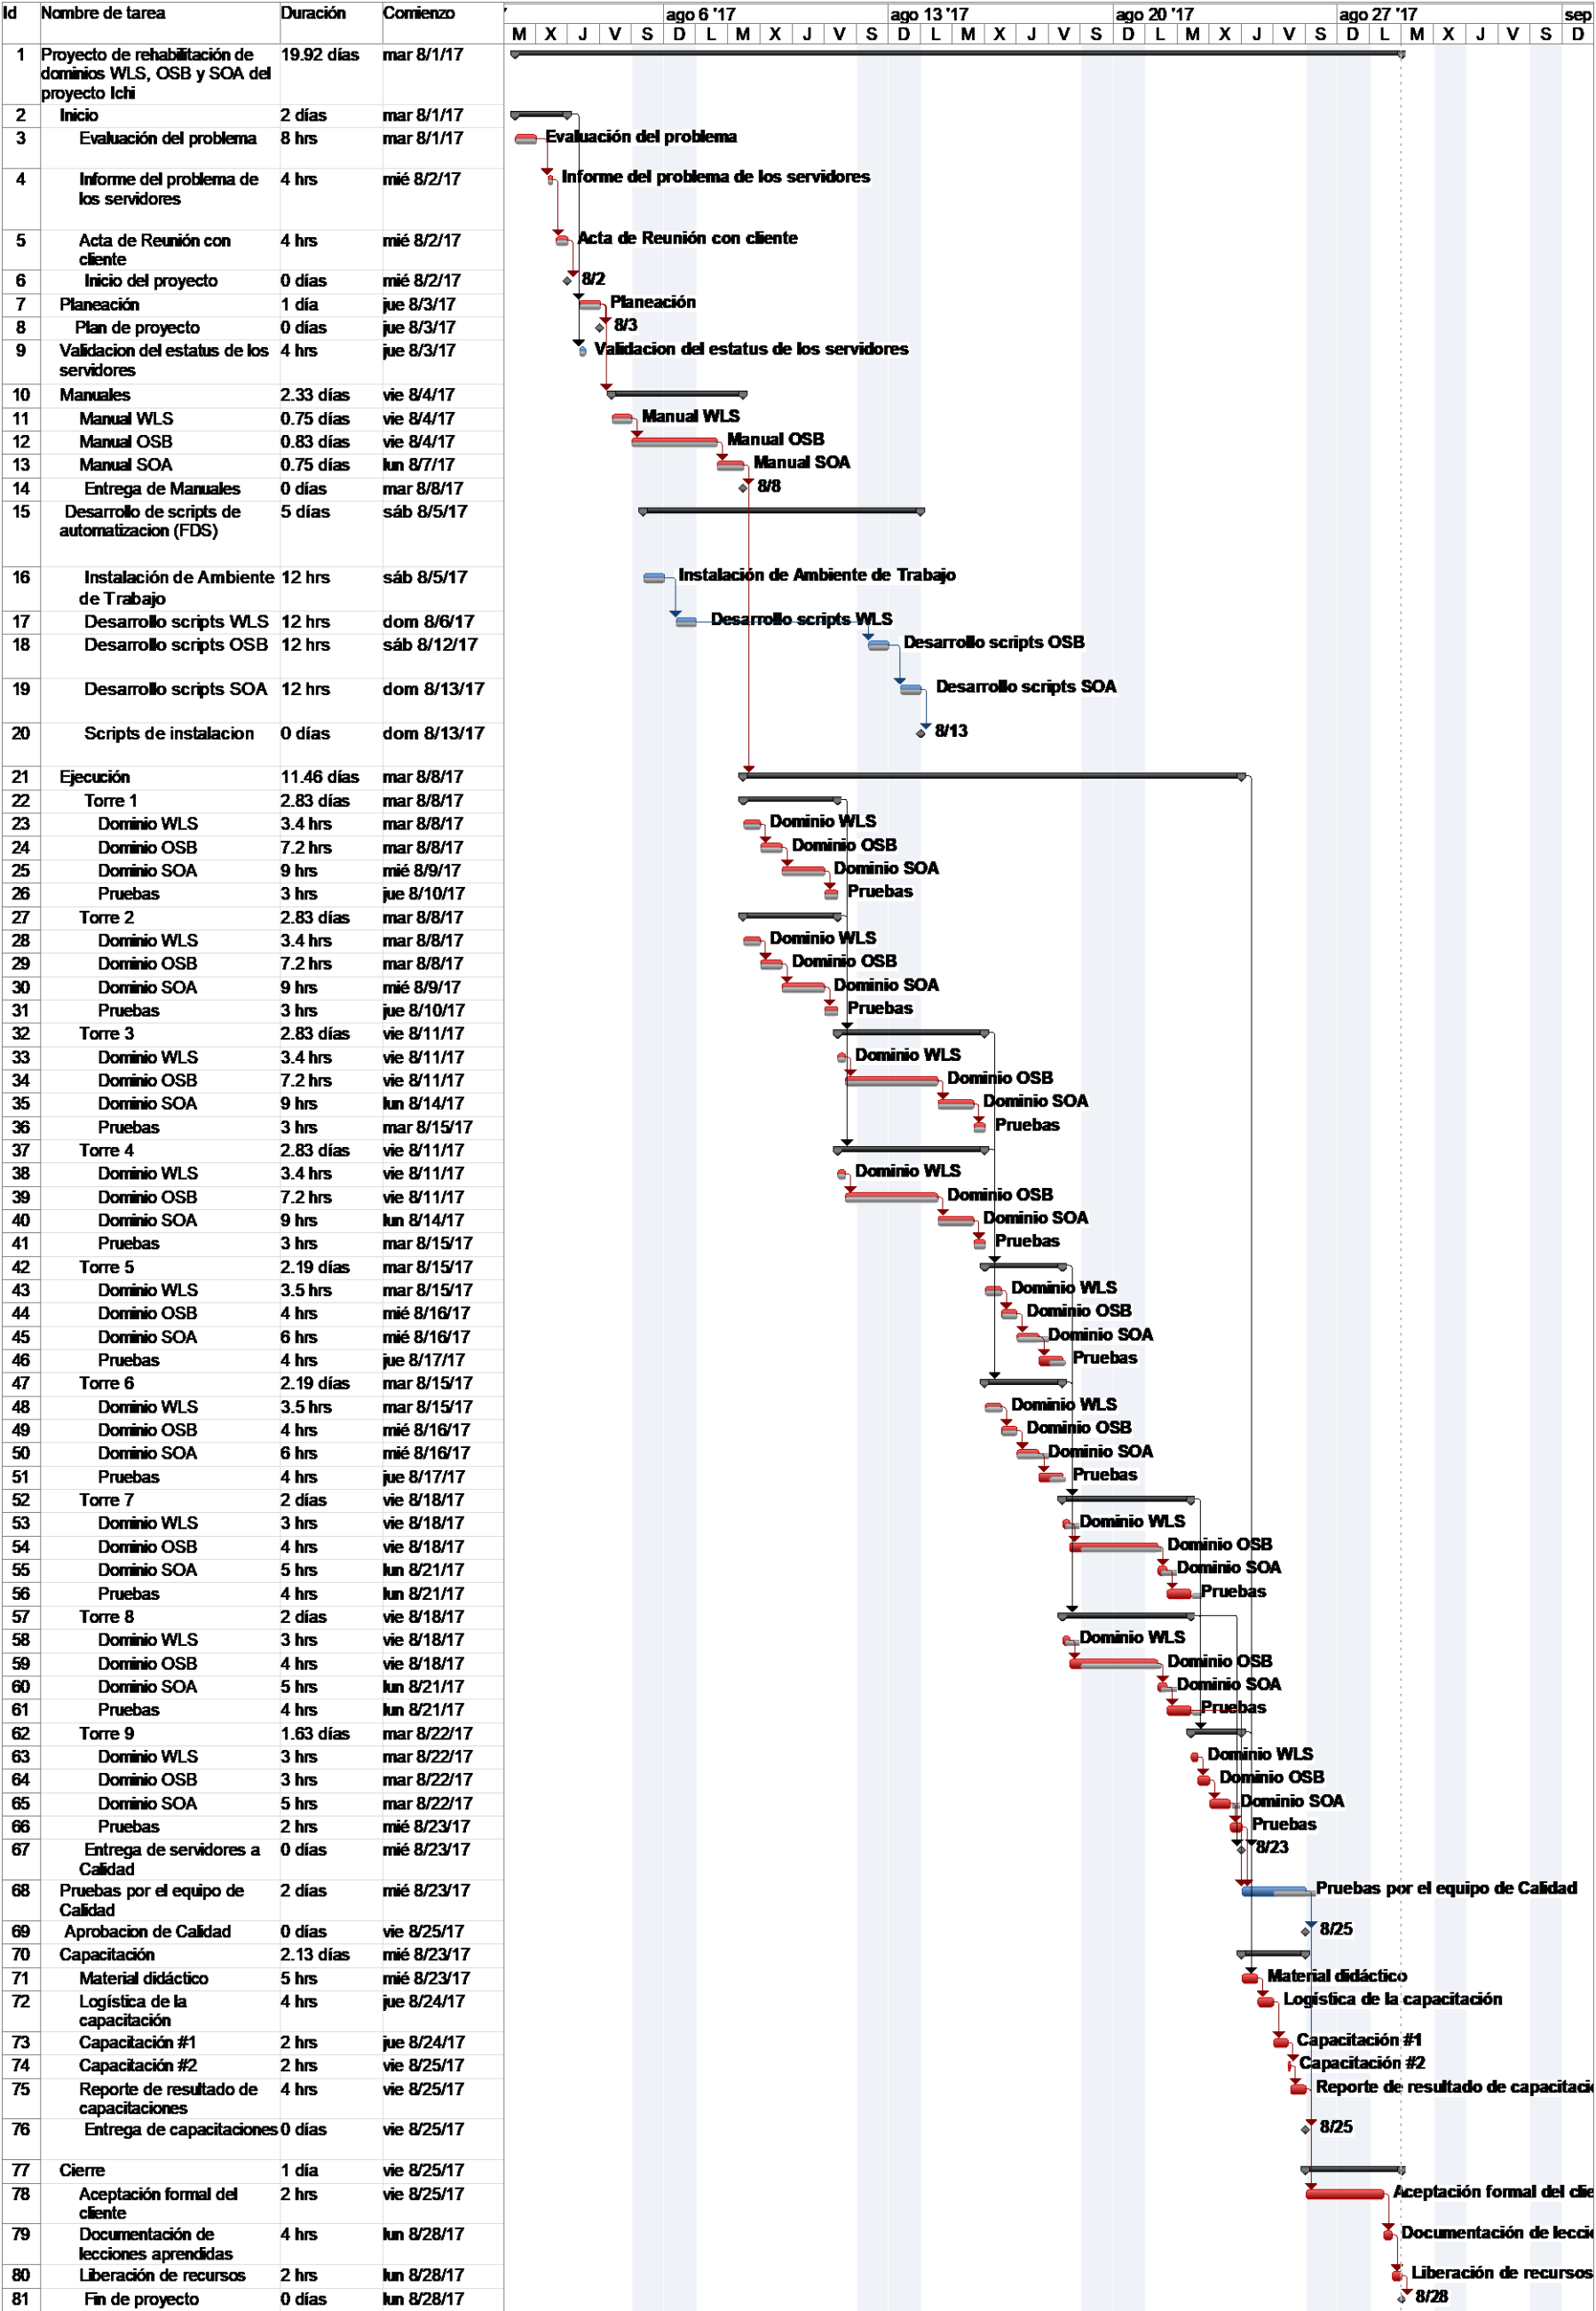 Id Nombre de tarea Duración Comienzo ago 6 '17 ago 13 '17 ago 20 '17 ago 27 '17 sep
M X J V S D L M X J V S D L M X J V S D L M X J V S D L M X J V S D
1 Proyecto de rehabilitación de 19.92 días mar 8/1/17
dominios WLS, OSB y SOA del
proyecto Ichi
2 Inicio 2 días mar 8/1/17
3 Evaluación del problema 8 hrs mar 8/1/17 Evaluación del problema
4 Informe del problema de 4 hrs mié 8/2/17 Informe del problema de los servidores
los servidores
5 Acta de Reunión con 4 hrs mié 8/2/17 Acta de Reunión con cliente
cliente
6 Inicio del proyecto 0 días mié 8/2/17 8/2
7 Planeación 1 día jue 8/3/17 Planeación
8 Plan de proyecto 0 días jue 8/3/17 8/3
9 Validacion del estatus de los 4 hrs jue 8/3/17 Validacion del estatus de los servidores
servidores
10 Manuales 2.33 días vie 8/4/17
11 Manual WLS 0.75 días vie 8/4/17 Manual WLS
12 Manual OSB 0.83 días vie 8/4/17 Manual OSB
13 Manual SOA 0.75 días lun 8/7/17 Manual SOA
14 Entrega de Manuales 0 días mar 8/8/17 8/8
15 Desarrollo de scripts de 5 días sáb 8/5/17
automatizacion (FDS)
16 Instalación de Ambiente 12 hrs sáb 8/5/17 Instalación de Ambiente de Trabajo
de Trabajo
17 Desarrollo scripts WLS 12 hrs dom 8/6/17 Desarrollo scripts WLS
18 Desarrollo scripts OSB 12 hrs sáb 8/12/17 Desarrollo scripts OSB
19 Desarrollo scripts SOA 12 hrs dom 8/13/17 Desarrollo scripts SOA
20 Scripts de instalacion 0 días dom 8/13/17 8/13
21 Ejecución 11.46 días mar 8/8/17
22 Torre 1 2.83 días mar 8/8/17
23 Dominio WLS 3.4 hrs mar 8/8/17 Dominio WLS
24 Dominio OSB 7.2 hrs mar 8/8/17 Dominio OSB
25 Dominio SOA 9 hrs mié 8/9/17 Dominio SOA
26 Pruebas 3 hrs jue 8/10/17 Pruebas
27 Torre 2 2.83 días mar 8/8/17
28 Dominio WLS 3.4 hrs mar 8/8/17 Dominio WLS
29 Dominio OSB 7.2 hrs mar 8/8/17 Dominio OSB
30 Dominio SOA 9 hrs mié 8/9/17 Dominio SOA
31 Pruebas 3 hrs jue 8/10/17 Pruebas
32 Torre 3 2.83 días vie 8/11/17
33 Dominio WLS 3.4 hrs vie 8/11/17 Dominio WLS
34 Dominio OSB 7.2 hrs vie 8/11/17 Dominio OSB
35 Dominio SOA 9 hrs lun 8/14/17 Dominio SOA
36 Pruebas 3 hrs mar 8/15/17 Pruebas
37 Torre 4 2.83 días vie 8/11/17
38 Dominio WLS 3.4 hrs vie 8/11/17 Dominio WLS
39 Dominio OSB 7.2 hrs vie 8/11/17 Dominio OSB
40 Dominio SOA 9 hrs lun 8/14/17 Dominio SOA
41 Pruebas 3 hrs mar 8/15/17 Pruebas
42 Torre 5 2.19 días mar 8/15/17
43 Dominio WLS 3.5 hrs mar 8/15/17 Dominio WLS
44 Dominio OSB 4 hrs mié 8/16/17 Dominio OSB
45 Dominio SOA 6 hrs mié 8/16/17 Dominio SOA
46 Pruebas 4 hrs jue 8/17/17 Pruebas
47 Torre 6 2.19 días mar 8/15/17
48 Dominio WLS 3.5 hrs mar 8/15/17 Dominio WLS
49 Dominio OSB 4 hrs mié 8/16/17 Dominio OSB
50 Dominio SOA 6 hrs mié 8/16/17 Dominio SOA
51 Pruebas 4 hrs jue 8/17/17 Pruebas
52 Torre 7 2 días vie 8/18/17
53 Dominio WLS 3 hrs vie 8/18/17 Dominio WLS
54 Dominio OSB 4 hrs vie 8/18/17 Dominio OSB
55 Dominio SOA 5 hrs lun 8/21/17 Dominio SOA
56 Pruebas 4 hrs lun 8/21/17 Pruebas
57 Torre 8 2 días vie 8/18/17
58 Dominio WLS 3 hrs vie 8/18/17 Dominio WLS
59 Dominio OSB 4 hrs vie 8/18/17 Dominio OSB
60 Dominio SOA 5 hrs lun 8/21/17 Dominio SOA
61 Pruebas 4 hrs lun 8/21/17 Pruebas
62 Torre 9 1.63 días mar 8/22/17
63 Dominio WLS 3 hrs mar 8/22/17 Dominio WLS
64 Dominio OSB 3 hrs mar 8/22/17 Dominio OSB
65 Dominio SOA 5 hrs mar 8/22/17 Dominio SOA
66 Pruebas 2 hrs mié 8/23/17 Pruebas
67 Entrega de servidores a 0 días mié 8/23/17 8/23
Calidad
68 Pruebas por el equipo de 2 días mié 8/23/17 Pruebas por el equipo de Calidad
Calidad
69 Aprobacion de Calidad 0 días vie 8/25/17 8/25
70 Capacitación 2.13 días mié 8/23/17
71 Material didáctico 5 hrs mié 8/23/17 Material didáctico
72 Logística de la 4 hrs jue 8/24/17 Logística de la capacitación
capacitación
73 Capacitación #1 2 hrs jue 8/24/17 Capacitación #1
74 Capacitación #2 2 hrs vie 8/25/17 Capacitación #2
75 Reporte de resultado de 4 hrs vie 8/25/17 Reporte de resultado de capacitaci
capacitaciones
76 Entrega de capacitaciones 0 días vie 8/25/17 8/25
77 Cierre 1 día vie 8/25/17
78 Aceptación formal del 2 hrs vie 8/25/17 Aceptación formal del clie
cliente
79 Documentación de 4 hrs lun 8/28/17 Documentación de lecci
lecciones aprendidas
80 Liberación de recursos 2 hrs lun 8/28/17 Liberación de recursos
81 Fin de proyecto 0 días lun 8/28/17 8/28